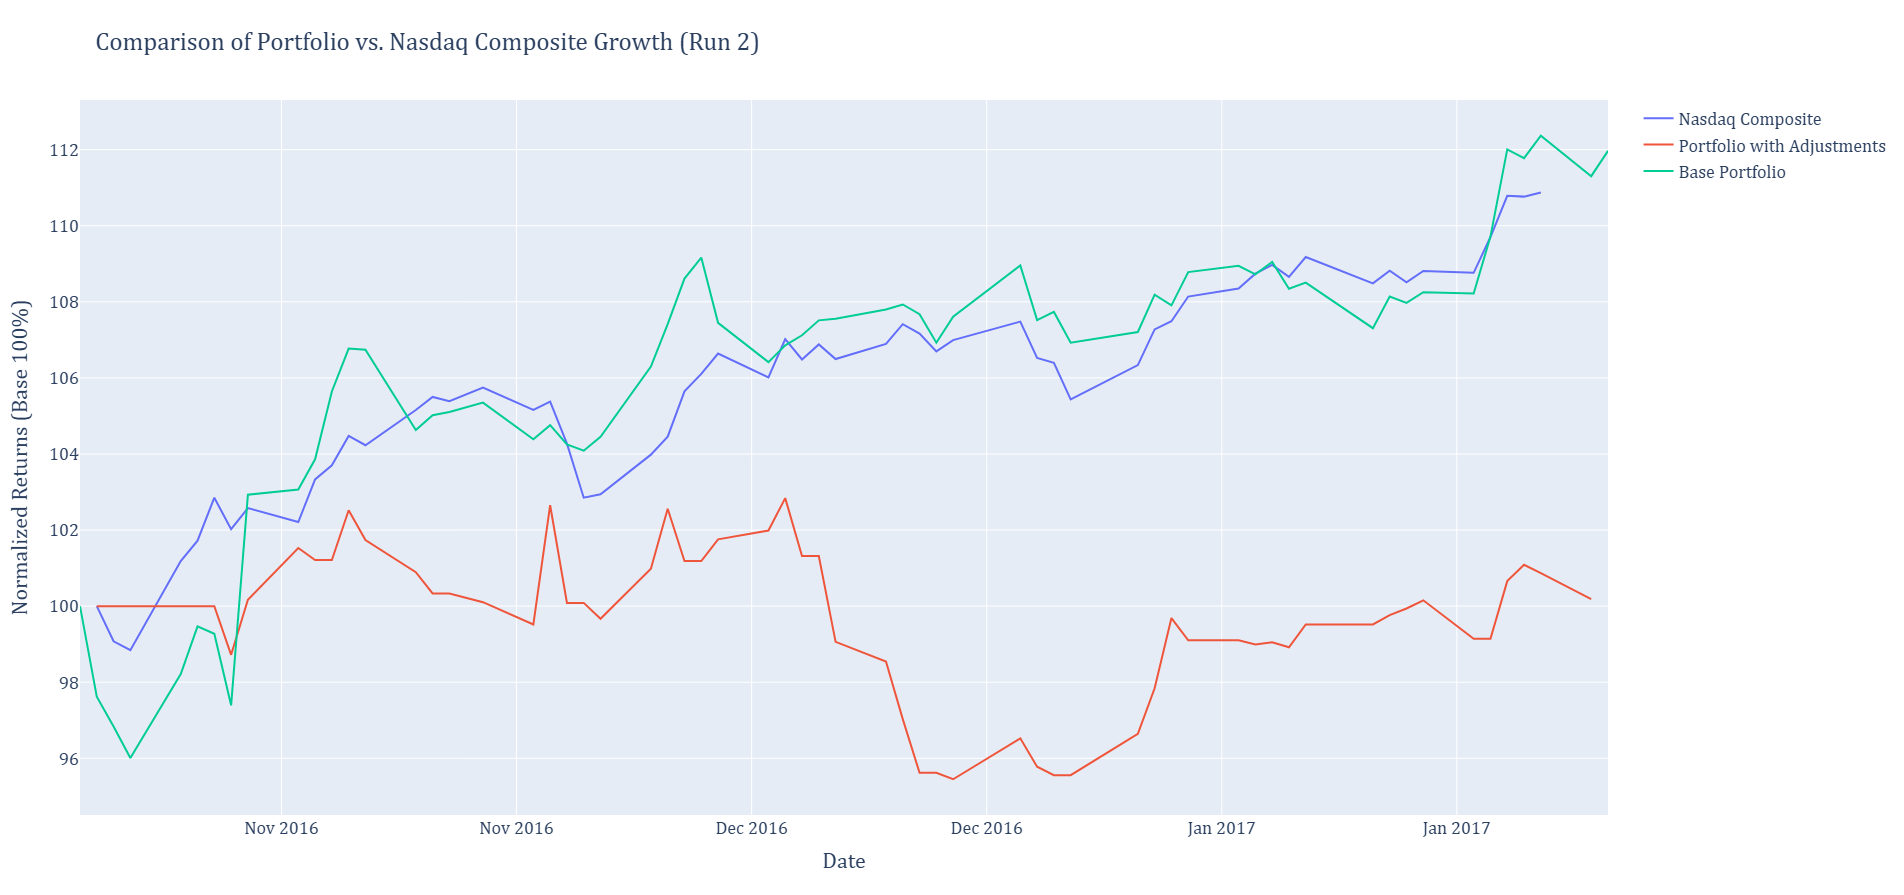 Comparison of Portfolio vs. Nasdaq Composite Growth (Run 2)
Nasdaq Composite
Portfolio with Adjustments
Base Portfolio
Normalized Returns (Base 100%)
112
110
108
106
104
102
100
98
96
Nov 2016
Nov 2016
Dec 2016
Dec 2016
Jan 2017
Jan 2017
Date